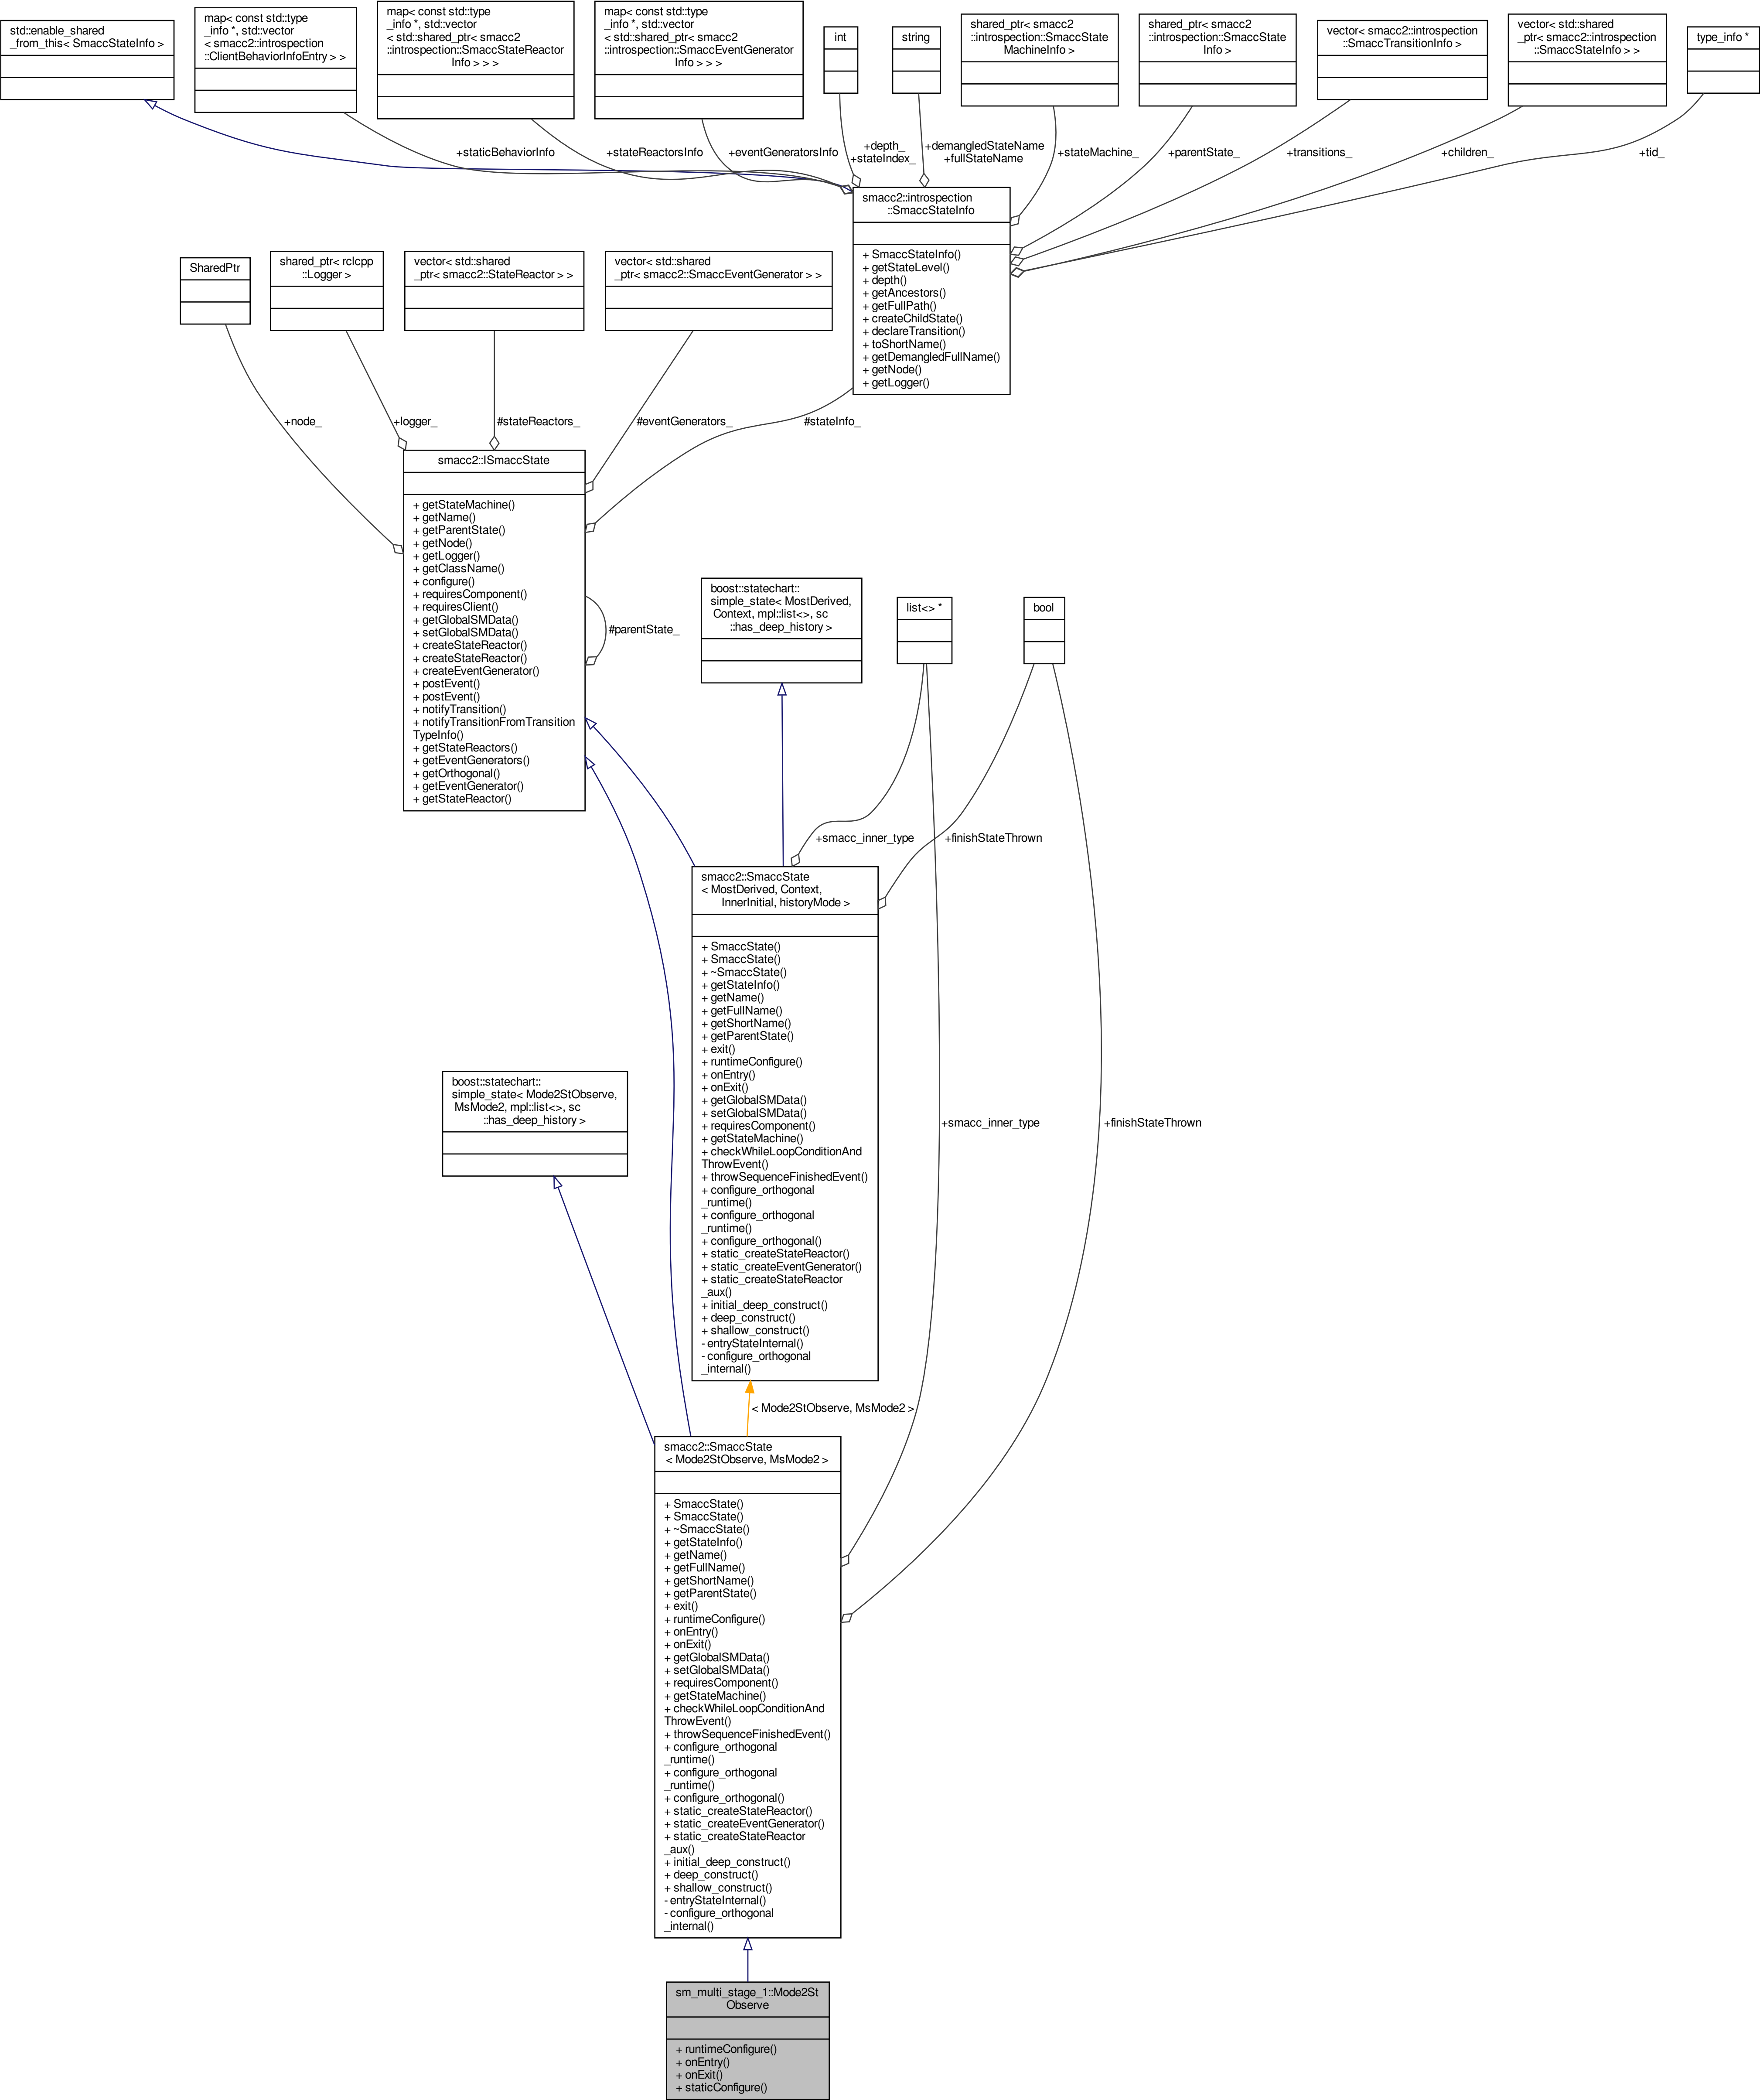 std::enable_shared
_from_this< SmaccStateInfo >
map< const std::type
_info *, std::vector
< smacc2::introspection
::ClientBehaviorInfoEntry > >
map< const std::type
_info *, std::vector
< std::shared_ptr< smacc2
::introspection::SmaccStateReactor
Info > > >
map< const std::type
_info *, std::vector
< std::shared_ptr< smacc2
::introspection::SmaccEventGenerator
Info > > >
int
string
shared_ptr< smacc2
::introspection::SmaccState
MachineInfo >
shared_ptr< smacc2
::introspection::SmaccState
Info >
vector< smacc2::introspection
::SmaccTransitionInfo >
vector< std::shared
_ptr< smacc2::introspection
::SmaccStateInfo > >
type_info *
+staticBehaviorInfo
+stateReactorsInfo
+eventGeneratorsInfo
+depth_
+stateIndex_
+demangledStateName
+fullStateName
+stateMachine_
+parentState_
+transitions_
+children_
+tid_
smacc2::introspection
::SmaccStateInfo
+ SmaccStateInfo()
+ getStateLevel()
+ depth()
+ getAncestors()
+ getFullPath()
+ createChildState()
+ declareTransition()
+ toShortName()
+ getDemangledFullName()
+ getNode()
+ getLogger()
SharedPtr
shared_ptr< rclcpp
::Logger >
vector< std::shared
_ptr< smacc2::StateReactor > >
vector< std::shared
_ptr< smacc2::SmaccEventGenerator > >
+node_
+logger_
#stateReactors_
#eventGenerators_
#stateInfo_
smacc2::ISmaccState
+ getStateMachine()
+ getName()
+ getParentState()
+ getNode()
+ getLogger()
+ getClassName()
+ configure()
+ requiresComponent()
+ requiresClient()
+ getGlobalSMData()
+ setGlobalSMData()
+ createStateReactor()
+ createStateReactor()
+ createEventGenerator()
+ postEvent()
+ postEvent()
+ notifyTransition()
+ notifyTransitionFromTransition
TypeInfo()
+ getStateReactors()
+ getEventGenerators()
+ getOrthogonal()
+ getEventGenerator()
+ getStateReactor()
#parentState_
boost::statechart::
simple_state< MostDerived,
Context, mpl::list<>, sc
::has_deep_history >
list<> *
bool
+smacc_inner_type
+finishStateThrown
smacc2::SmaccState
< MostDerived, Context,
InnerInitial, historyMode >
+ SmaccState()
+ SmaccState()
+ ~SmaccState()
+ getStateInfo()
+ getName()
+ getFullName()
+ getShortName()
+ getParentState()
+ exit()
+ runtimeConfigure()
+ onEntry()
+ onExit()
+ getGlobalSMData()
+ setGlobalSMData()
+ requiresComponent()
+ getStateMachine()
+ checkWhileLoopConditionAnd
ThrowEvent()
+ throwSequenceFinishedEvent()
+ configure_orthogonal
_runtime()
+ configure_orthogonal
_runtime()
+ configure_orthogonal()
+ static_createStateReactor()
+ static_createEventGenerator()
+ static_createStateReactor
_aux()
+ initial_deep_construct()
+ deep_construct()
+ shallow_construct()
- entryStateInternal()
- configure_orthogonal
_internal()
boost::statechart::
simple_state< Mode2StObserve,
MsMode2, mpl::list<>, sc
::has_deep_history >
+smacc_inner_type
+finishStateThrown
< Mode2StObserve, MsMode2 >
smacc2::SmaccState
< Mode2StObserve, MsMode2 >
+ SmaccState()
+ SmaccState()
+ ~SmaccState()
+ getStateInfo()
+ getName()
+ getFullName()
+ getShortName()
+ getParentState()
+ exit()
+ runtimeConfigure()
+ onEntry()
+ onExit()
+ getGlobalSMData()
+ setGlobalSMData()
+ requiresComponent()
+ getStateMachine()
+ checkWhileLoopConditionAnd
ThrowEvent()
+ throwSequenceFinishedEvent()
+ configure_orthogonal
_runtime()
+ configure_orthogonal
_runtime()
+ configure_orthogonal()
+ static_createStateReactor()
+ static_createEventGenerator()
+ static_createStateReactor
_aux()
+ initial_deep_construct()
+ deep_construct()
+ shallow_construct()
- entryStateInternal()
- configure_orthogonal
_internal()
sm_multi_stage_1::Mode2St
Observe
+ runtimeConfigure()
+ onEntry()
+ onExit()
+ staticConfigure()